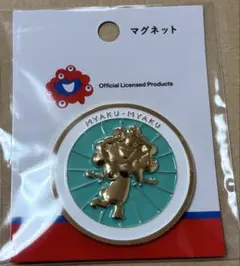 マグネット
Official Licensed Products
MYAKU-MYAKU